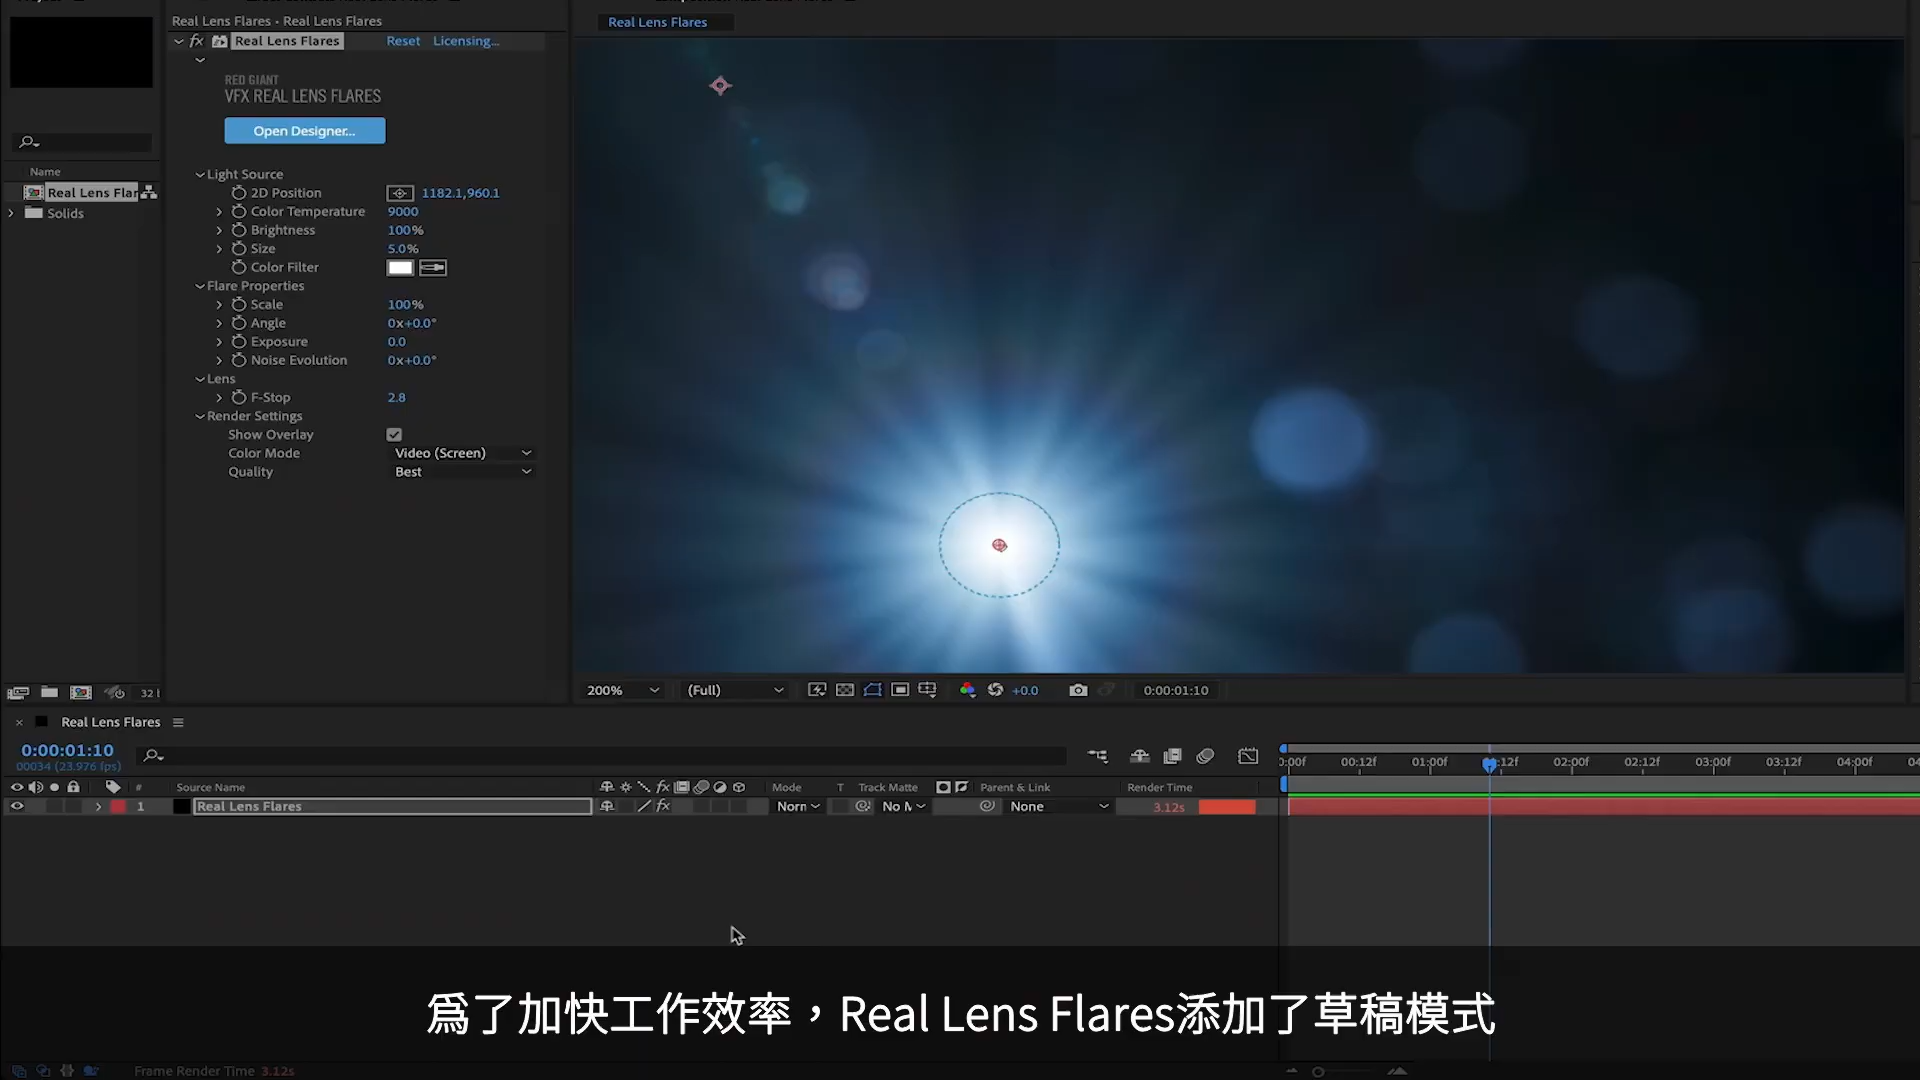 Real Lens Flares • Real Lens Flares
Real Lens Flares
fx Real Lens Flares Reset Licensing...
RED GIANT
VFX REAL LENS FLARES
Open Designer...
Name
Real Lens Flar
Solids
Light Source
2D Position 1182.1,960.1
Color Temperature 9000
Brightness 100%
Size 5.0%
Color Filter
Flare Properties
Scale 100%
Angle 0x+0.0°
Exposure 0.0
Noise Evolution 0x+0.0°
Lens
F-Stop 2.8
Render Settings
Show Overlay
Color Mode Video (Screen)
Quality Best
32 b
200% (Full) +0.0 0:00:01:10
Real Lens Flares
0:00:01:10
00034 (23.976 fps)
0:00f 00:12f 01:00f 12f 02:00f 02:12f 03:00f 03:12f 04:00f
# Source Name fx Mode T Track Matte Parent & Link Render Time
1 Real Lens Flares fx Norn No M None 3.12s
爲了加快工作效率，Real Lens Flares添加了草稿模式
Frame Render Time 3.12s